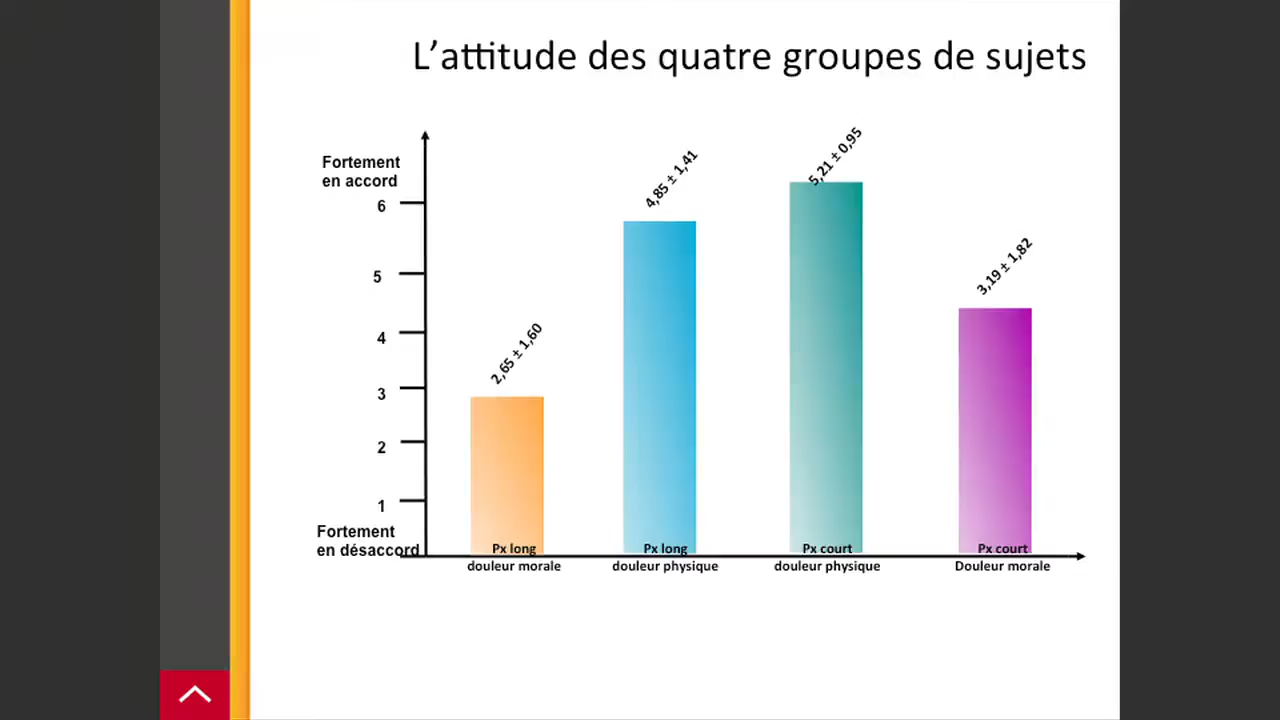 L’attitude des quatre groupes de sujets
Fortement
en accord
6
5
4
3
2
1
Fortement
en désaccord
2,65 ± 1,60
4,85 ± 1,41
5,21 ± 0,95
3,19 ± 1,82
Px long
douleur morale
Px long
douleur physique
Px court
douleur physique
Px court
Douleur morale